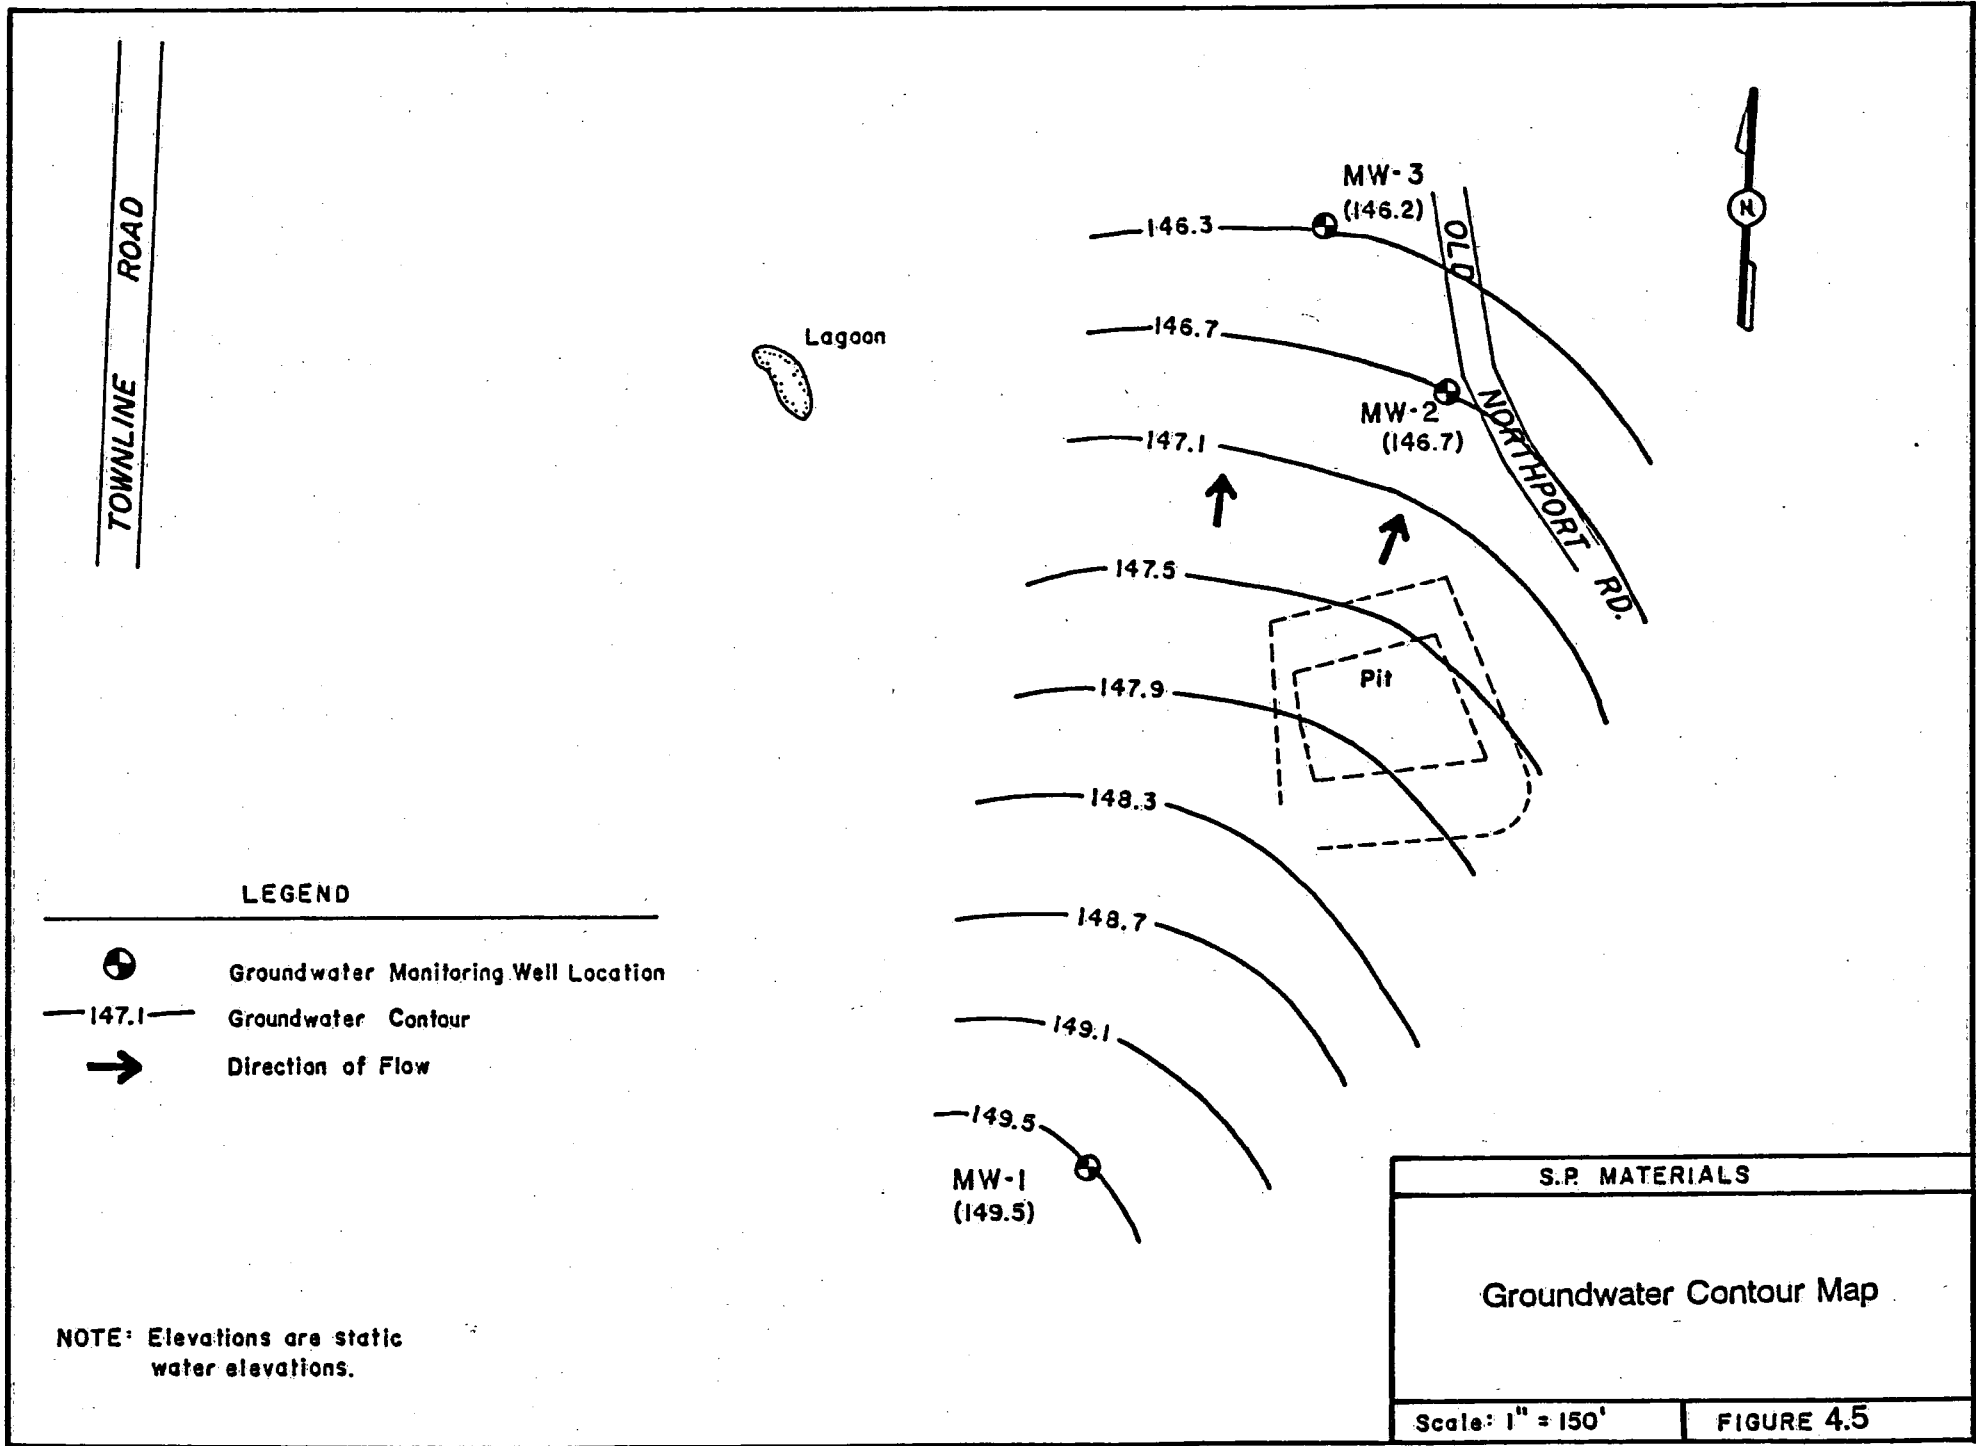 TOWNLINE ROAD
Lagoon
MW-3
(146.2)
146.3
OLD NORTHPORT RD.
N
146.7
MW-2
(146.7)
147.1
147.5
Pit
147.9
148.3
148.7
149.1
149.5
MW-1
(149.5)
LEGEND
Groundwater Monitoring Well Location
147.1
Groundwater Contour
Direction of Flow
NOTE: Elevations are static
water elevations.
S.P. MATERIALS
Groundwater Contour Map
Scale: 1" = 150'
FIGURE 4.5